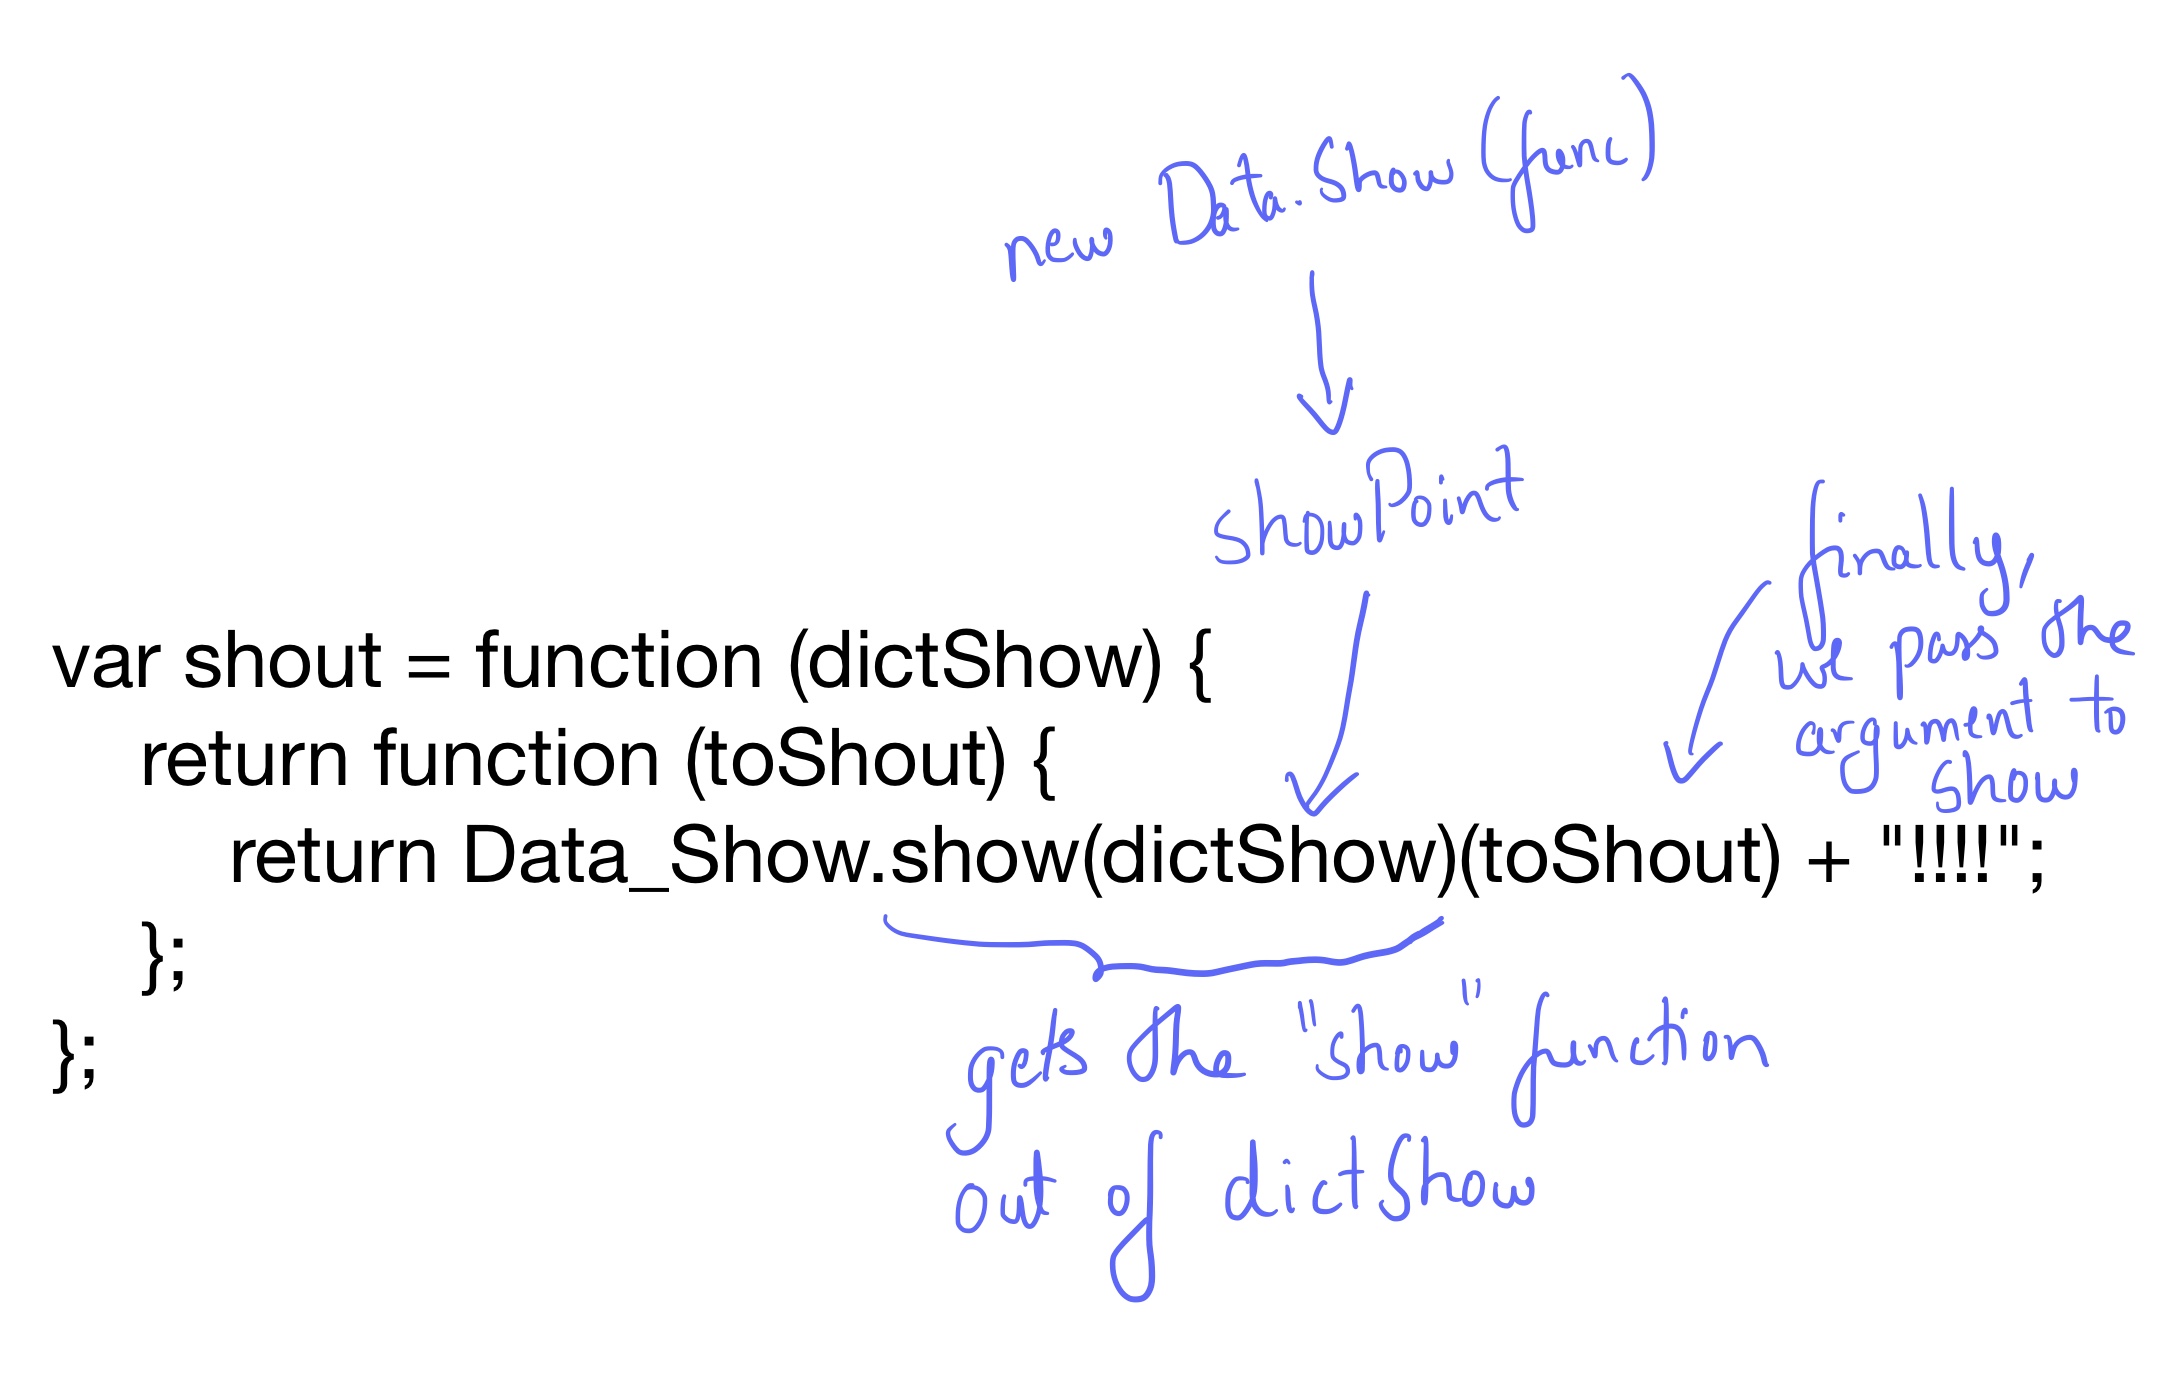 new Data.Show (func)
showPoint
finally,
we pass the
argument to
show
var shout = function (dictShow) {
return function (toShout) {
return Data_Show.show(dictShow)(toShout) + "!!!!";
};
};
gets the "show" function
out of dictShow